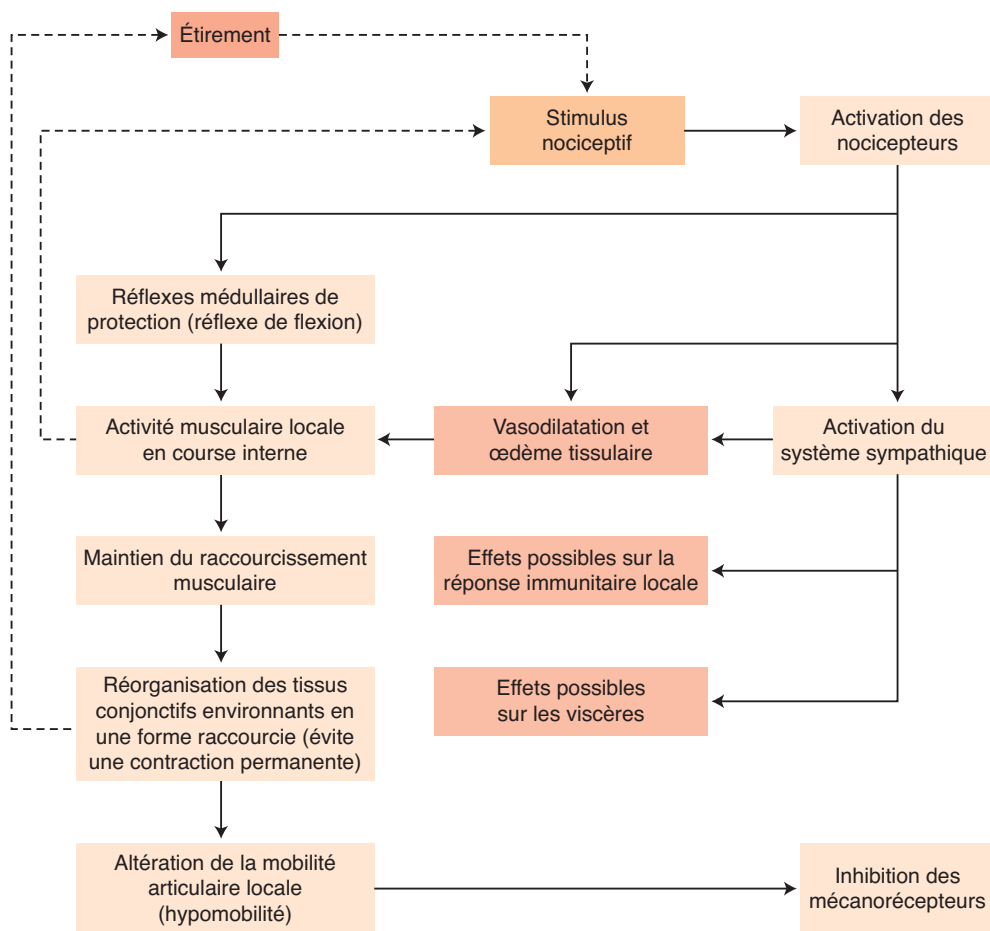 Étirement
Stimulus
nociceptif
Activation des
nocicepteurs
Réflexes médullaires de
protection (réflexe de flexion)
Activité musculaire locale
en course interne
Vasodilatation et
œdème tissulaire
Activation du
système sympathique
Maintien du raccourcissement
musculaire
Effets possibles sur la
réponse immunitaire locale
Réorganisation des tissus
conjonctifs environnants en
une forme raccourcie (évite
une contraction permanente)
Effets possibles
sur les viscères
Altération de la mobilité
articulaire locale
(hypomobilité)
Inhibition des
mécanorécepteurs